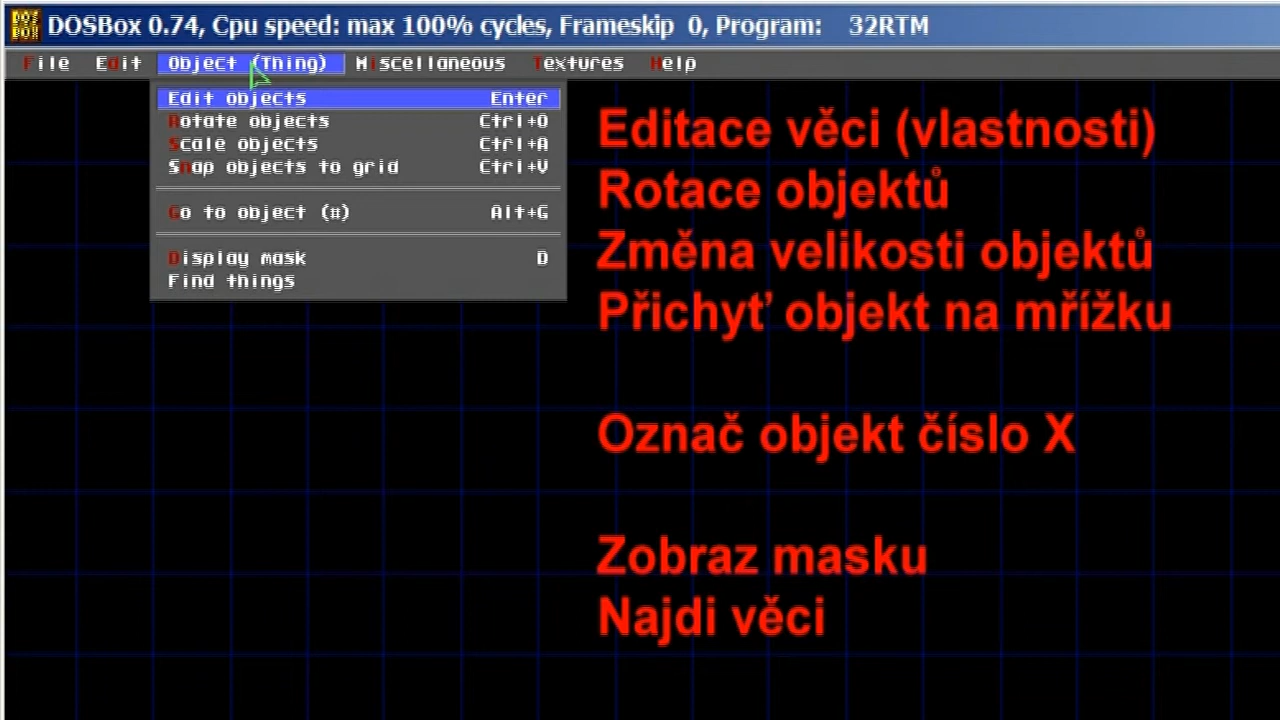 DOSBox 0.74, Cpu speed: max 100% cycles, Frameskip 0, Program: 32RTM
File Edit Object (Thing) Miscellaneous Textures Help
Edit objects Enter
Rotate objects Ctrl+O
Scale objects Ctrl+A
Snap objects to grid Ctrl+V
Go to object (#) Alt+G
Display mask D
Find things
Editace věci (vlastnosti)
Rotace objektů
Změna velikosti objektů
Přichyť objekt na mřížku
Označ objekt číslo X
Zobraz masku
Najdi věci